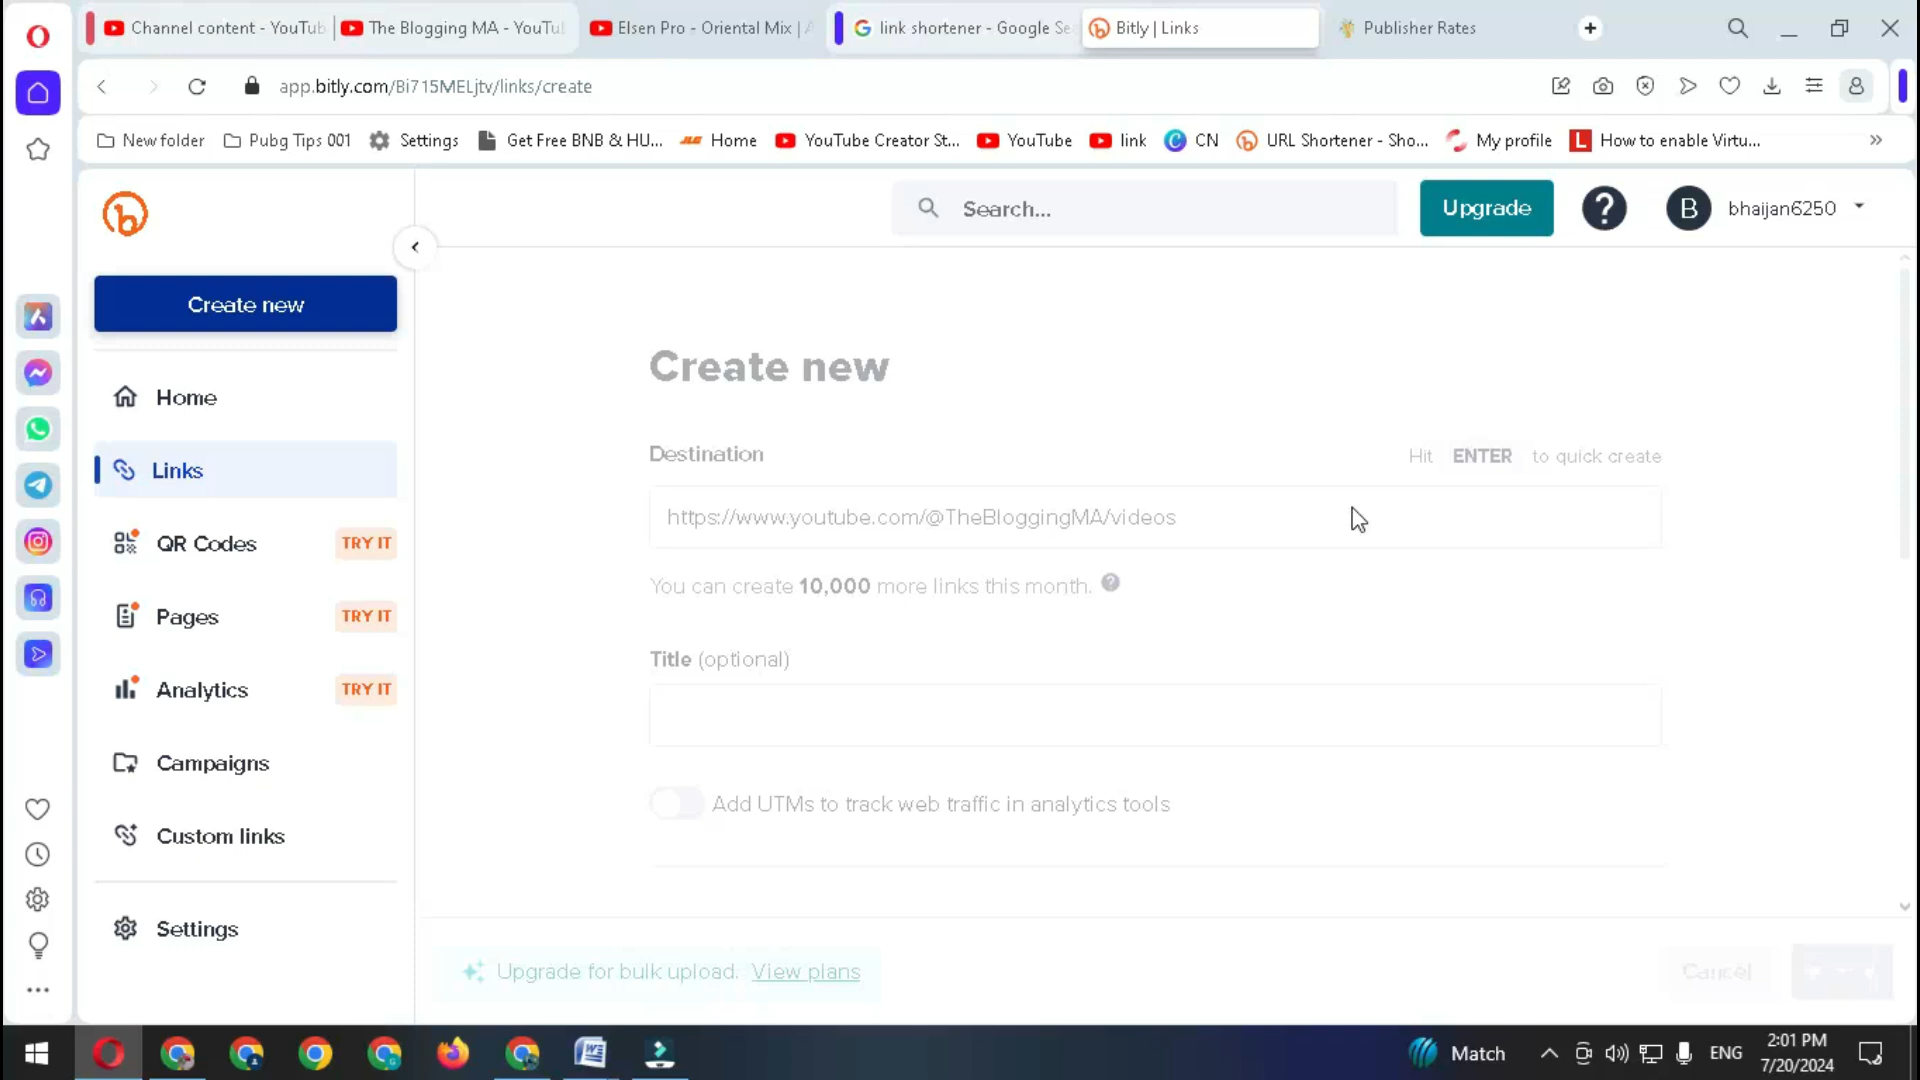 Channel content - YouTub
The Blogging MA - YouTu
Elsen Pro - Oriental Mix |
link shortener - Google Se
Bitly | Links
Publisher Rates
app.bitly.com/Bi715MELjtv/links/create
New folder
Pubg Tips 001
Settings
Get Free BNB & HU...
Home
YouTube Creator St...
YouTube
link
CN
URL Shortener - Sho...
My profile
How to enable Virtu...
Search...
Upgrade
B
bhaijan6250
Create new
Home
Links
QR Codes
TRY IT
Pages
TRY IT
Analytics
TRY IT
Campaigns
Custom links
Settings
Create new
Destination
Hit ENTER to quick create
https://www.youtube.com/@TheBloggingMA/videos
You can create 10,000 more links this month.
Title (optional)
Add UTMs to track web traffic in analytics tools
Upgrade for bulk upload. View plans
Cancel
Match
ENG
2:01 PM
7/20/2024